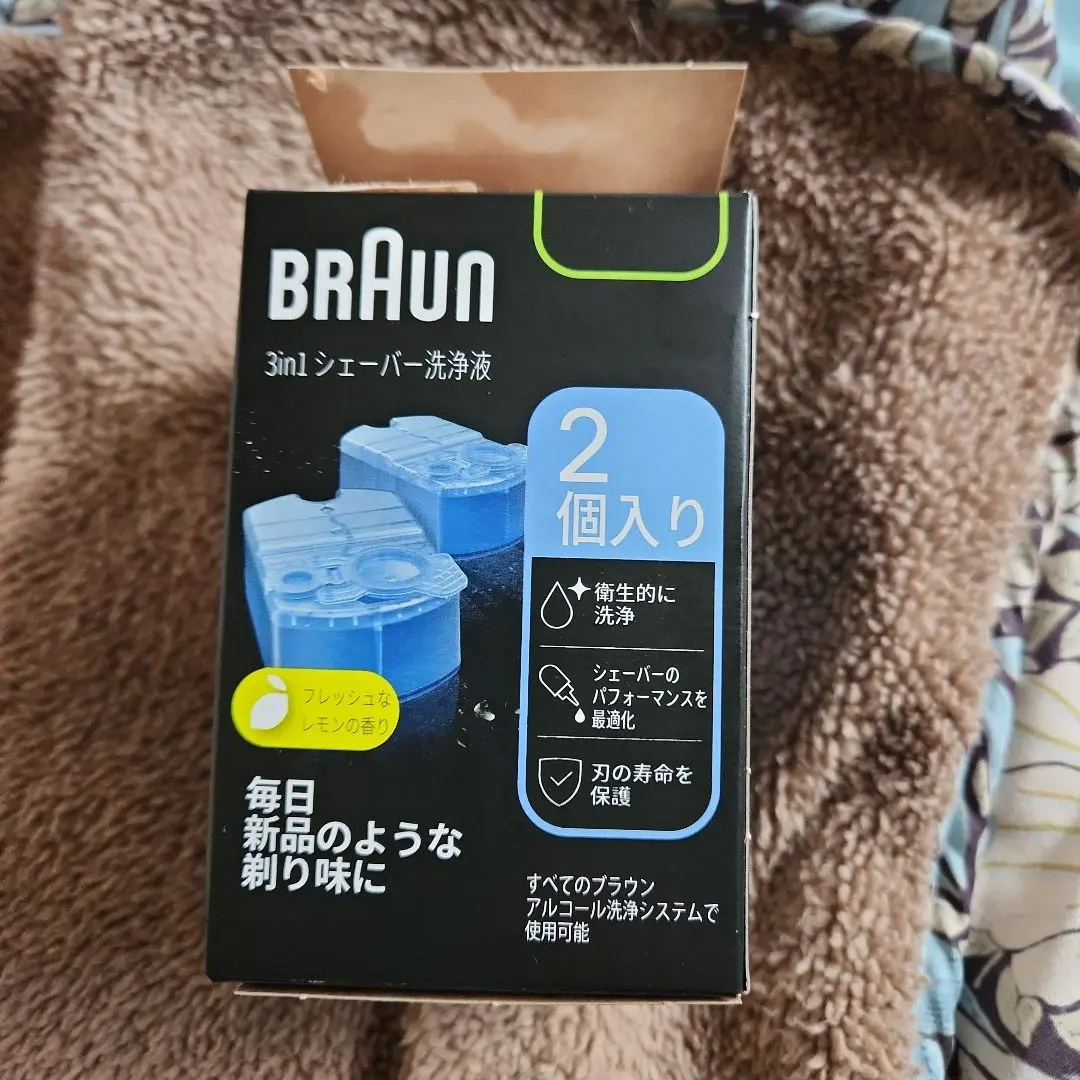 BRAUN
3in1 シェーバー洗浄液
2
個入り
衛生的に
洗浄
シェーバーの
パフォーマンスを
最適化
刃の寿命を
保護
フレッシュな
レモンの香り
毎日
新品のような
剃り味に
すべてのブラウン
アルコール洗浄システムで
使用可能